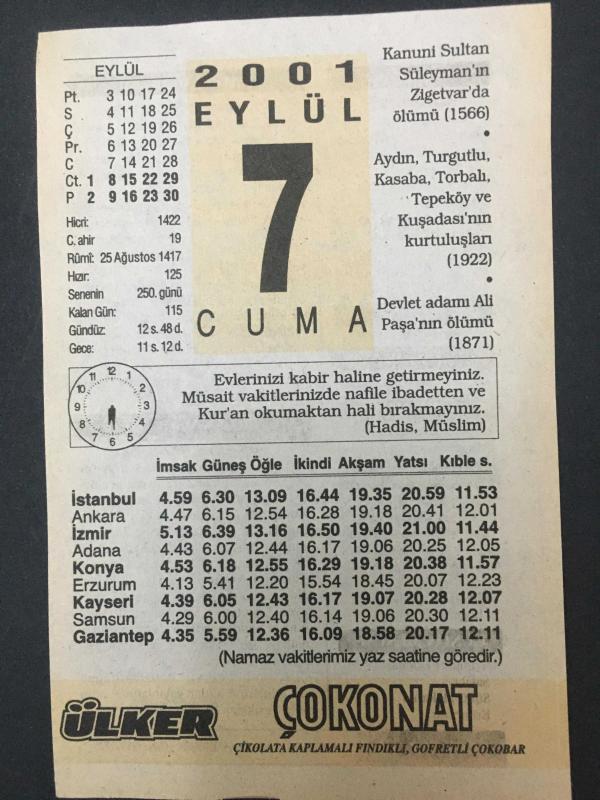 EYLÜL
Pt. 3 10 17 24
S 4 11 18 25
Ç 5 12 19 26
Pr. 6 13 20 27
C 7 14 21 28
Ct. 1 8 15 22 29
P 2 9 16 23 30
Hicri: 1422
C. ahir 19
Rûmî: 25 Ağustos 1417
Hızır: 125
Senenin 250. günü
Kalan Gün: 115
Gündüz: 12 s. 48 d.
Gece: 11 s. 12 d.
2001
EYLÜL
7
CUMA
Kanuni Sultan
Süleyman'ın
Zigetvar'da
ölümü (1566)
•
Aydın, Turgutlu,
Kasaba, Torbalı,
Tepeköy ve
Kuşadası'nın
kurtuluşları
(1922)
•
Devlet adamı Ali
Paşa'nın ölümü
(1871)
12 1 2 3 4 5 6 7 8 9 10 11
Evlerinizi kabir haline getirmeyiniz.
Müsait vakitlerinizde nafile ibadetten ve
Kur'an okumaktan hali bırakmayınız.
(Hadis, Müslim)
İmsak Güneş Öğle İkindi Akşam Yatsı Kıble s.
İstanbul 4.59 6.30 13.09 16.44 19.35 20.59 11.53
Ankara 4.47 6.15 12.54 16.28 19.18 20.41 12.01
İzmir 5.13 6.39 13.16 16.50 19.40 21.00 11.44
Adana 4.43 6.07 12.44 16.17 19.06 20.25 12.05
Konya 4.53 6.18 12.55 16.29 19.18 20.38 11.57
Erzurum 4.13 5.41 12.20 15.54 18.45 20.07 12.23
Kayseri 4.39 6.05 12.43 16.17 19.07 20.28 12.07
Samsun 4.29 6.00 12.40 16.14 19.06 20.30 12.11
Gaziantep 4.35 5.59 12.36 16.09 18.58 20.17 12.11
(Namaz vakitlerimiz yaz saatine göredir.)
ÜLKER
ÇOKONAT
ÇİKOLATA KAPLAMALI FINDIKLI, GOFRETLİ ÇOKOBAR